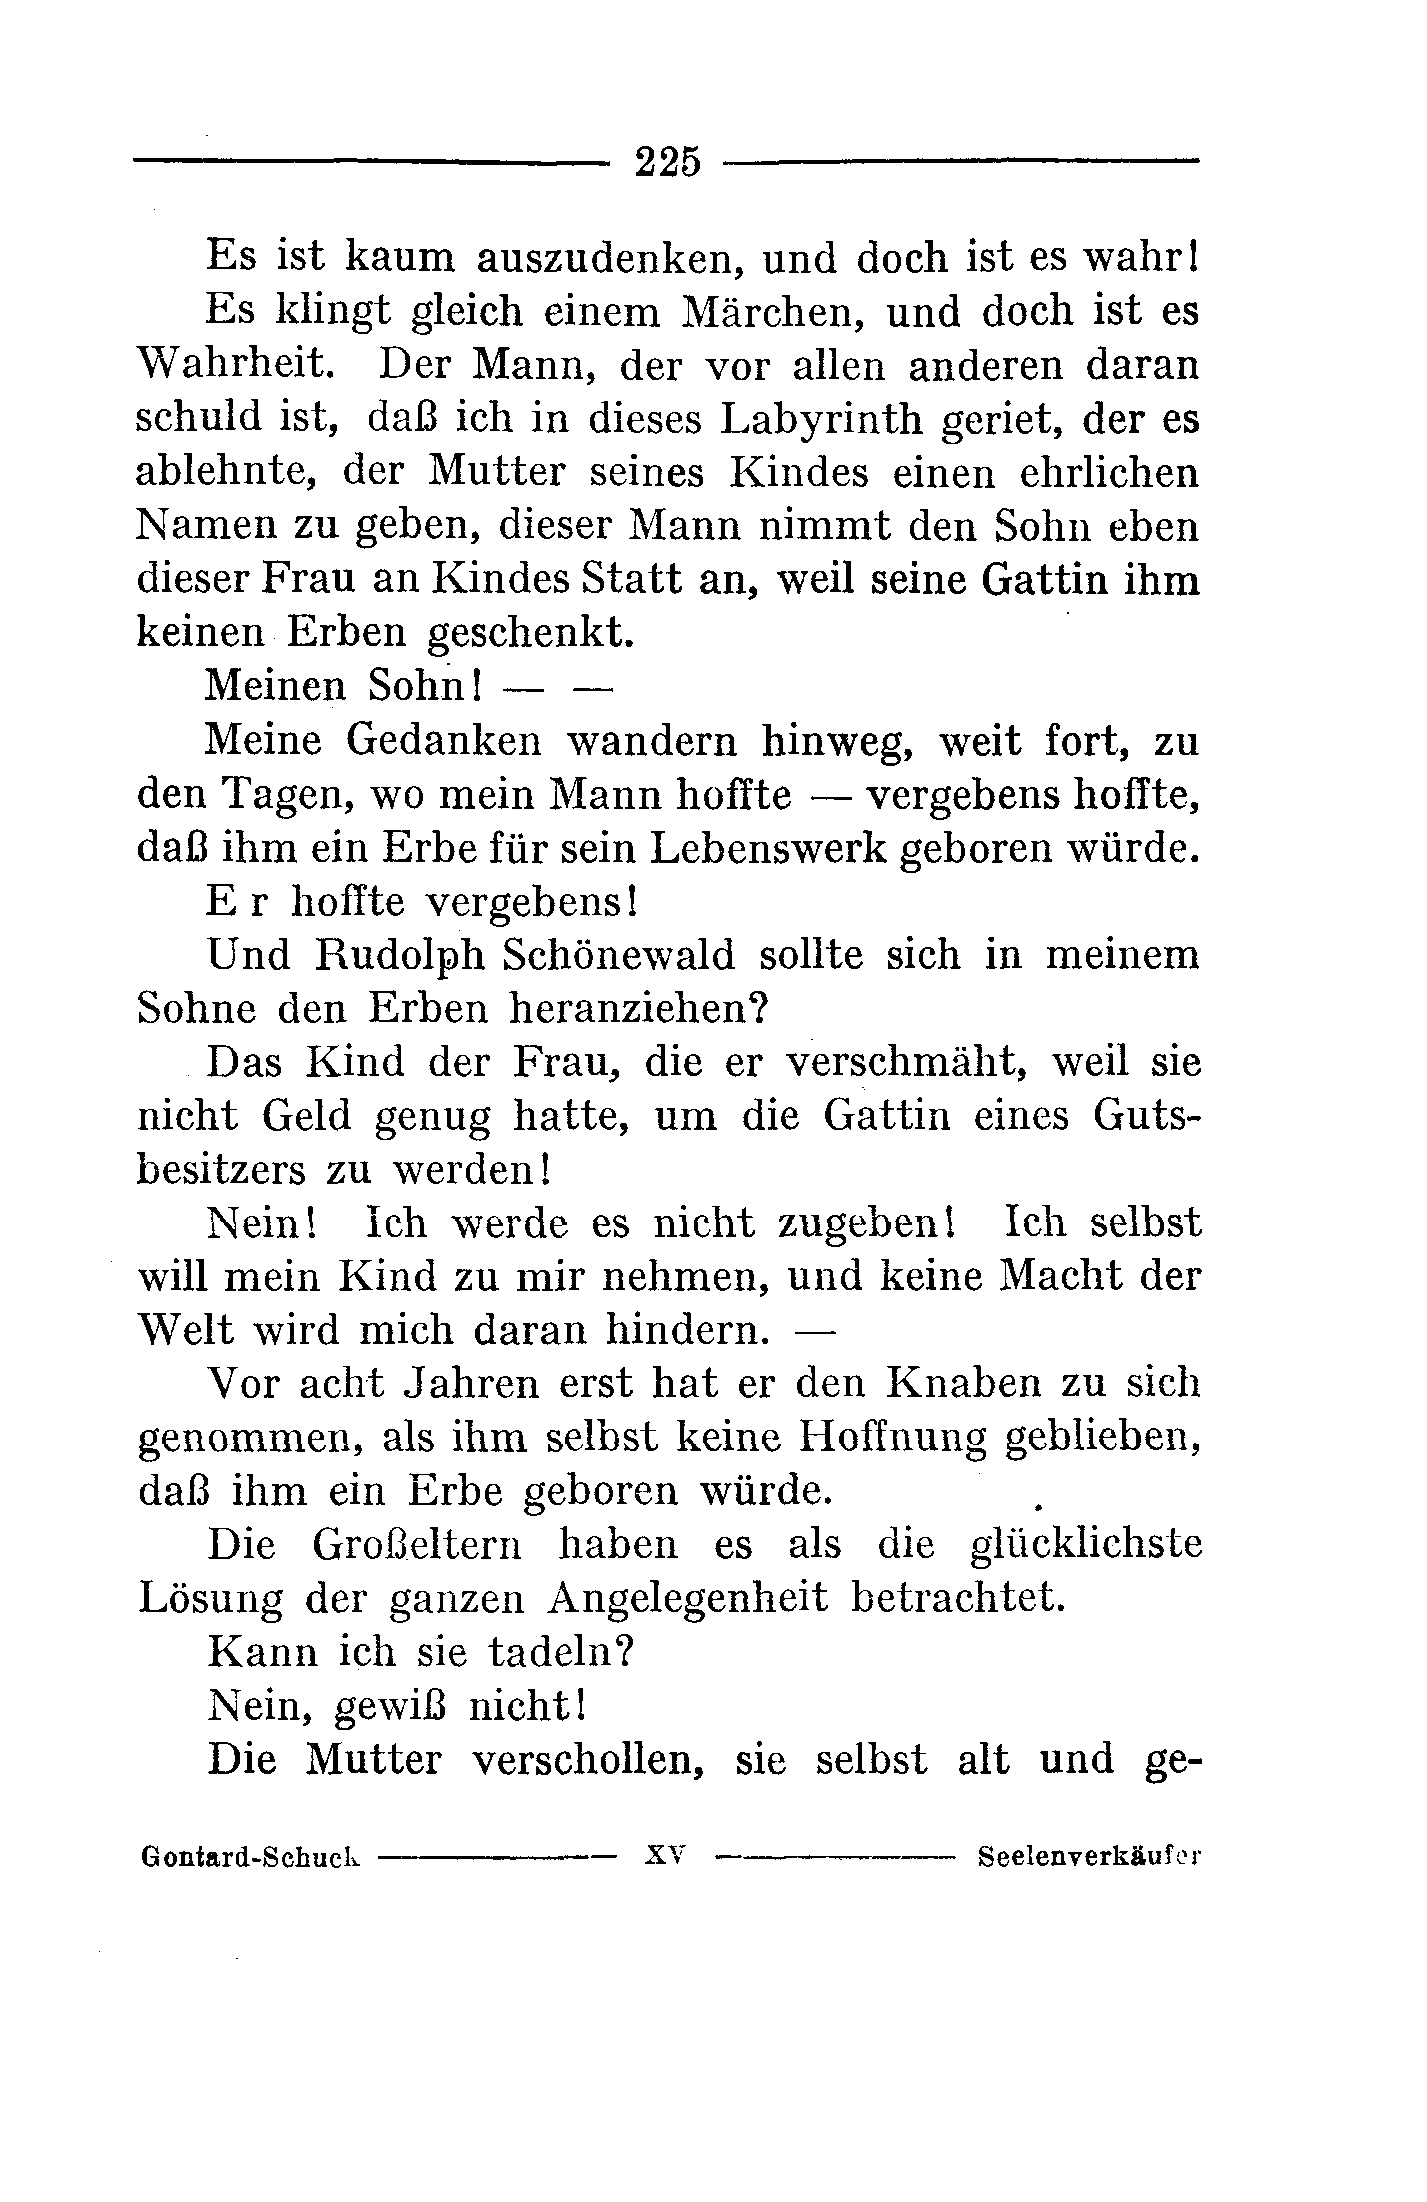 225
Es ist kaum auszudenken, und doch ist es wahr!
Es klingt gleich einem Märchen, und doch ist es
Wahrheit. Der Mann, der vor allen anderen daran
schuld ist, daß ich in dieses Labyrinth geriet, der es
ablehnte, der Mutter seines Kindes einen ehrlichen
Namen zu geben, dieser Mann nimmt den Sohn eben
dieser Frau an Kindes Statt an, weil seine Gattin ihm
keinen Erben geschenkt.
Meinen Sohn! — —
Meine Gedanken wandern hinweg, weit fort, zu
den Tagen, wo mein Mann hoffte — vergebens hoffte,
daß ihm ein Erbe für sein Lebenswerk geboren würde.
E r hoffte vergebens!
Und Rudolph Schönewald sollte sich in meinem
Sohne den Erben heranziehen?
Das Kind der Frau, die er verschmäht, weil sie
nicht Geld genug hatte, um die Gattin eines Guts-
besitzers zu werden!
Nein! Ich werde es nicht zugeben! Ich selbst
will mein Kind zu mir nehmen, und keine Macht der
Welt wird mich daran hindern. —
Vor acht Jahren erst hat er den Knaben zu sich
genommen, als ihm selbst keine Hoffnung geblieben,
daß ihm ein Erbe geboren würde.
Die Großeltern haben es als die glücklichste
Lösung der ganzen Angelegenheit betrachtet.
Kann ich sie tadeln?
Nein, gewiß nicht!
Die Mutter verschollen, sie selbst alt und ge-
Gontard-Schuck — XV — Seelenverkäufer